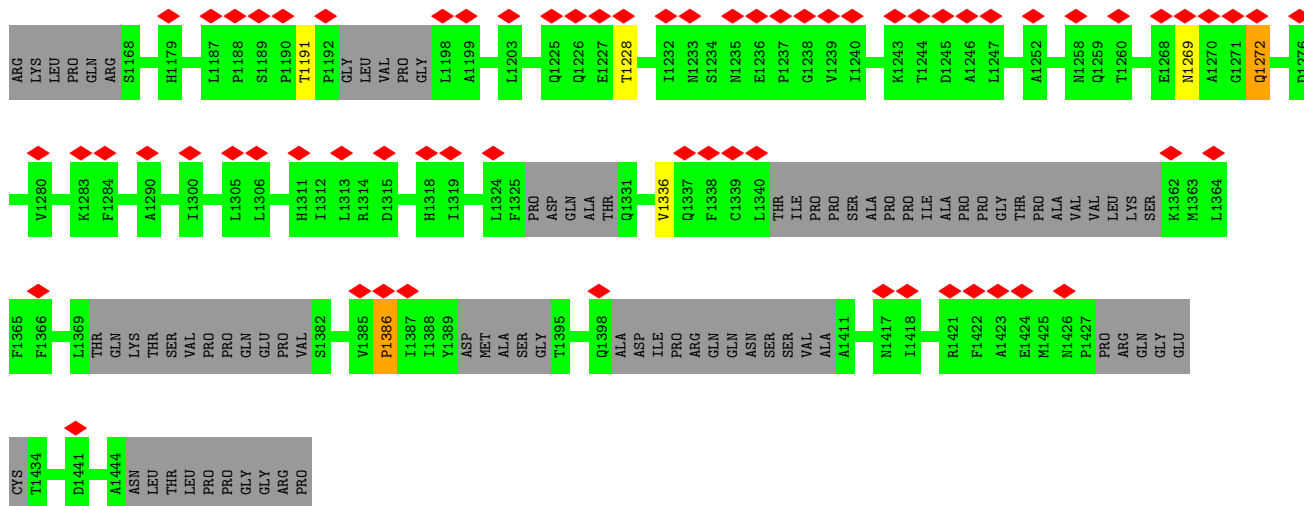 ARG LYS LEU PRO GLN ARG S1168 H1179 L1187 P1188 S1189 P1190 T1191 P1192 GLY LEU VAL PRO GLY L1198 A1199 L1203 Q1225 Q1226 E1227 T1228 I1232 N1233 S1234 N1235 E1236 P1237 G1238 V1239 I1240 K1243 T1244 D1245 A1246 L1247 A1252 N1258 Q1259 T1260 E1268 N1269 A1270 G1271 Q1272 D1276
V1280 K1283 F1284 A1290 I1300 L1305 L1306 H1311 I1312 L1313 R1314 D1315 H1318 I1319 L1324 F1325 PRO ASP GLN ALA THR Q1331 V1336 Q1337 F1338 C1339 L1340 THR ILE PRO PRO SER ALA PRO PRO ILE ALA PRO PRO GLY THR PRO ALA VAL VAL LEU LYS SER K1362 M1363 L1364
F1365 F1366 L1369 THR GLN LYS THR SER VAL PRO PRO GLN GLU PRO VAL S1382 V1385 P1386 I1387 I1388 Y1389 ASP MET ALA SER GLY T1395 Q1398 ALA ASP ILE PRO ARG GLN GLN ASN SER SER VAL ALA A1411 N1417 I1418 R1421 F1422 A1423 E1424 M1425 N1426 P1427 PRO ARG GLN GLY GLU
CYS T1434 D1441 A1444 ASN LEU THR LEU PRO PRO GLY GLY ARG PRO